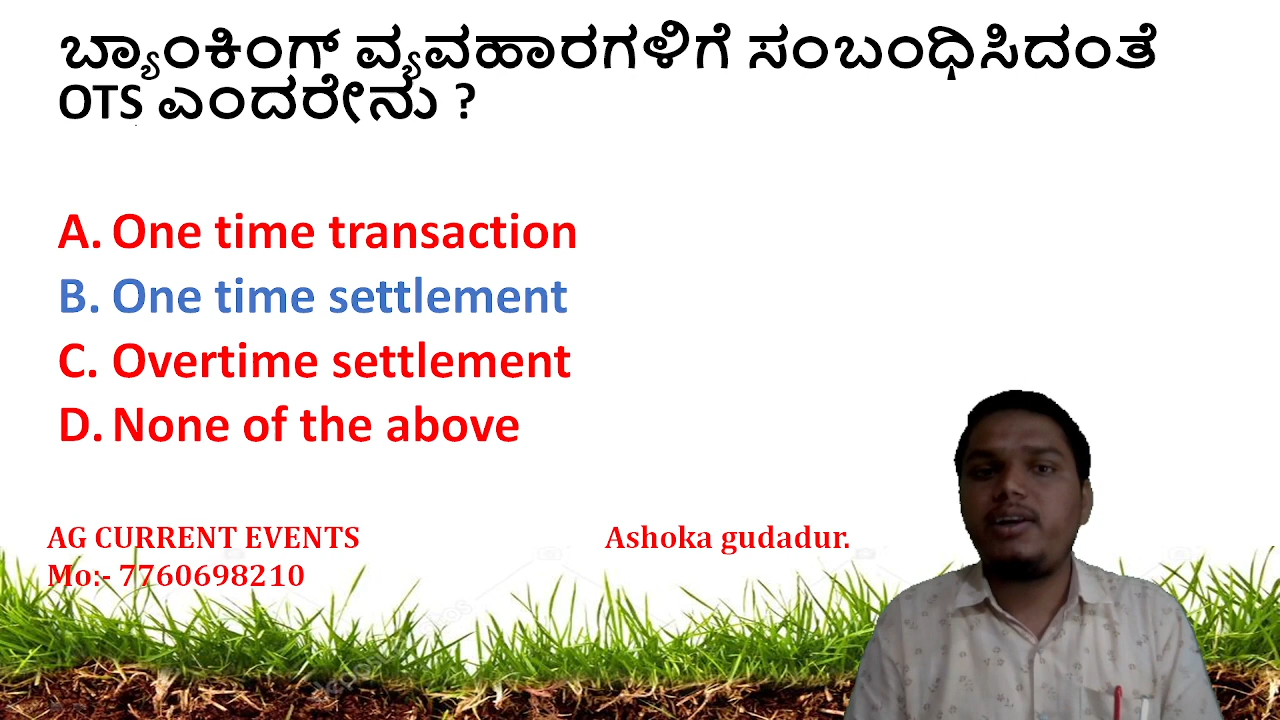 ಬ್ಯಾಂಕಿಂಗ್ ವ್ಯವಹಾರಗಳಿಗೆ ಸಂಬಂಧಿಸಿದಂತೆ
OTS ಎಂದರೇನು ?
A. One time transaction
B. One time settlement
C. Overtime settlement
D. None of the above
AG CURRENT EVENTS
Ashoka gudadur.
Mo:- 7760698210